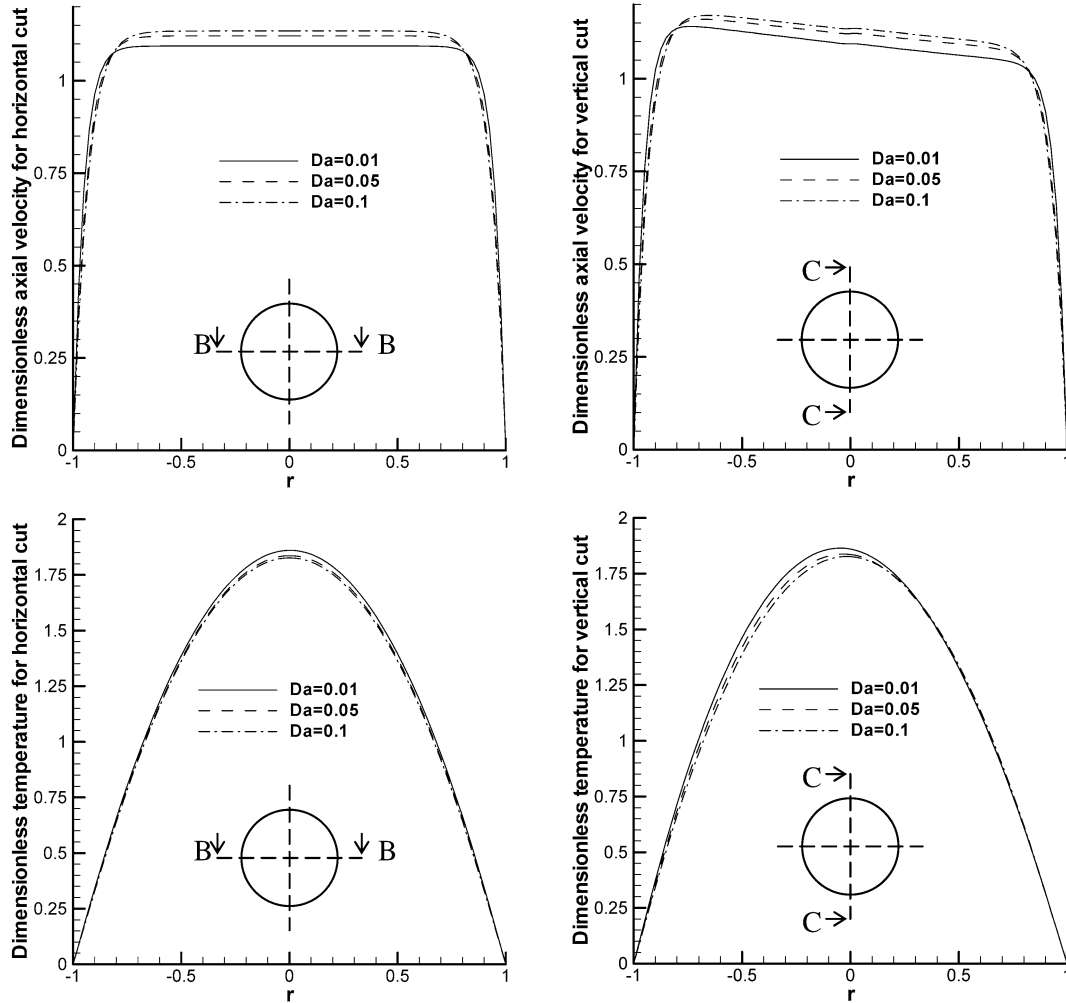 Dimensionless axial velocity for horizontal cut
1
0.75
0.5
0.25
0
-1
-0.5
0
0.5
1
r
Da=0.01
Da=0.05
Da=0.1
B
B
Dimensionless axial velocity for vertical cut
1
0.75
0.5
0.25
0
-1
-0.5
0
0.5
1
r
Da=0.01
Da=0.05
Da=0.1
C
C
Dimensionless temperature for horizontal cut
2
1.75
1.5
1.25
1
0.75
0.5
0.25
0
-1
-0.5
0
0.5
1
r
Da=0.01
Da=0.05
Da=0.1
B
B
Dimensionless temperature for vertical cut
2
1.75
1.5
1.25
1
0.75
0.5
0.25
0
-1
-0.5
0
0.5
1
r
Da=0.01
Da=0.05
Da=0.1
C
C